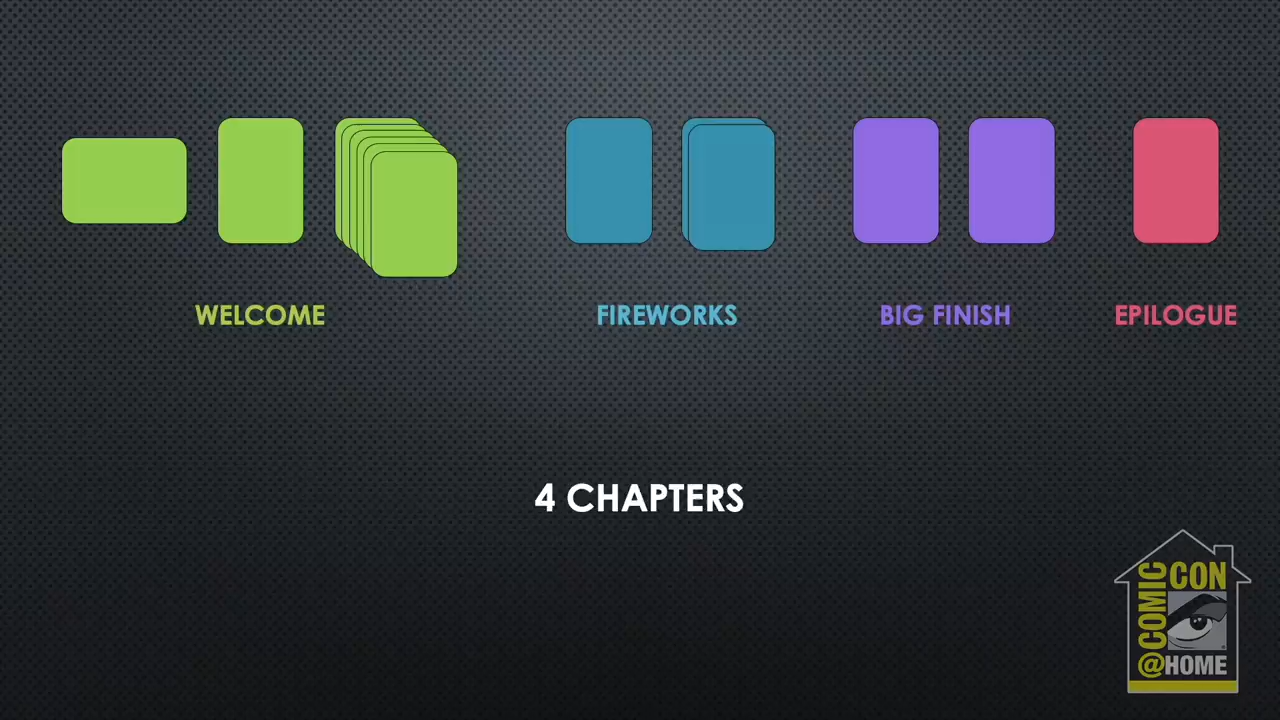 WELCOME
FIREWORKS
BIG FINISH
EPILOGUE
4 CHAPTERS
COMIC
CON
@HOME